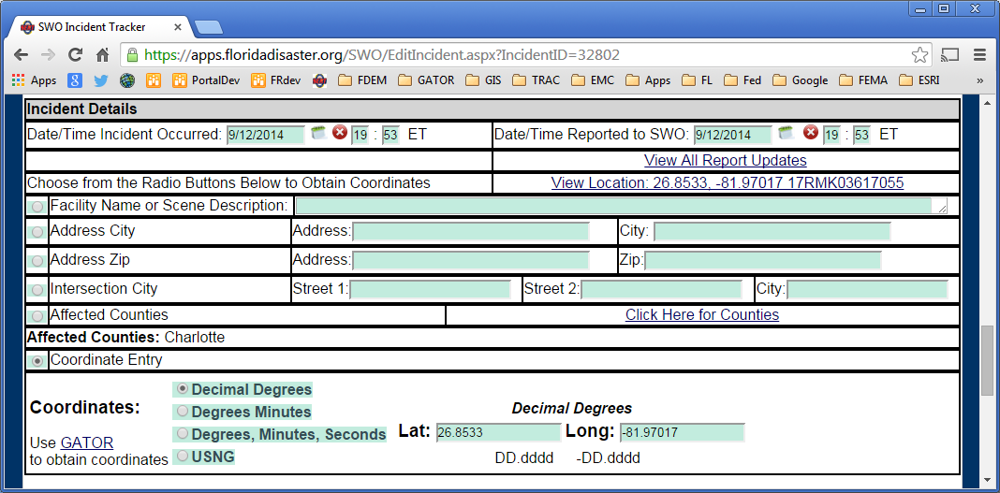 SWO Incident Tracker
https://apps.floridadisaster.org/SWO/EditIncident.aspx?IncidentID=32802
Apps PortalDev FRdev FDEM GATOR GIS TRAC EMC Apps FL Fed Google FEMA ESRI »
Incident Details
Date/Time Incident Occurred: 9/12/2014 19 : 53 ET Date/Time Reported to SWO: 9/12/2014 19 : 53 ET
View All Report Updates
Choose from the Radio Buttons Below to Obtain Coordinates View Location: 26.8533, -81.97017 17RMK03617055
Facility Name or Scene Description:
Address City Address: City:
Address Zip Address: Zip:
Intersection City Street 1: Street 2: City:
Affected Counties Click Here for Counties
Affected Counties: Charlotte
Coordinate Entry
Coordinates:
Use GATOR
to obtain coordinates
Decimal Degrees
Degrees Minutes
Degrees, Minutes, Seconds
USNG
Decimal Degrees
Lat: 26.8533 Long: -81.97017
DD.dddd -DD.dddd